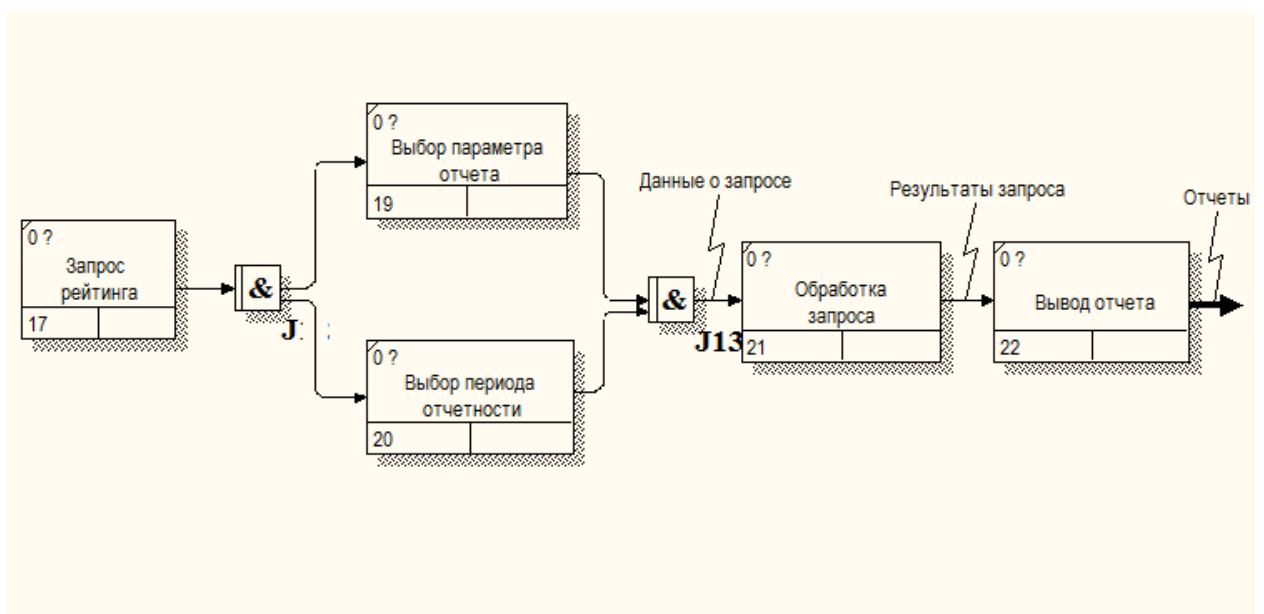 0 ?
Запрос
рейтинга
17
&
0 ?
Выбор параметра
отчета
19
0 ?
Выбор периода
отчетности
20
&
J13
Данные о запросе
0 ?
Обработка
запроса
21
Результаты запроса
0 ?
Вывод отчета
22
Отчеты